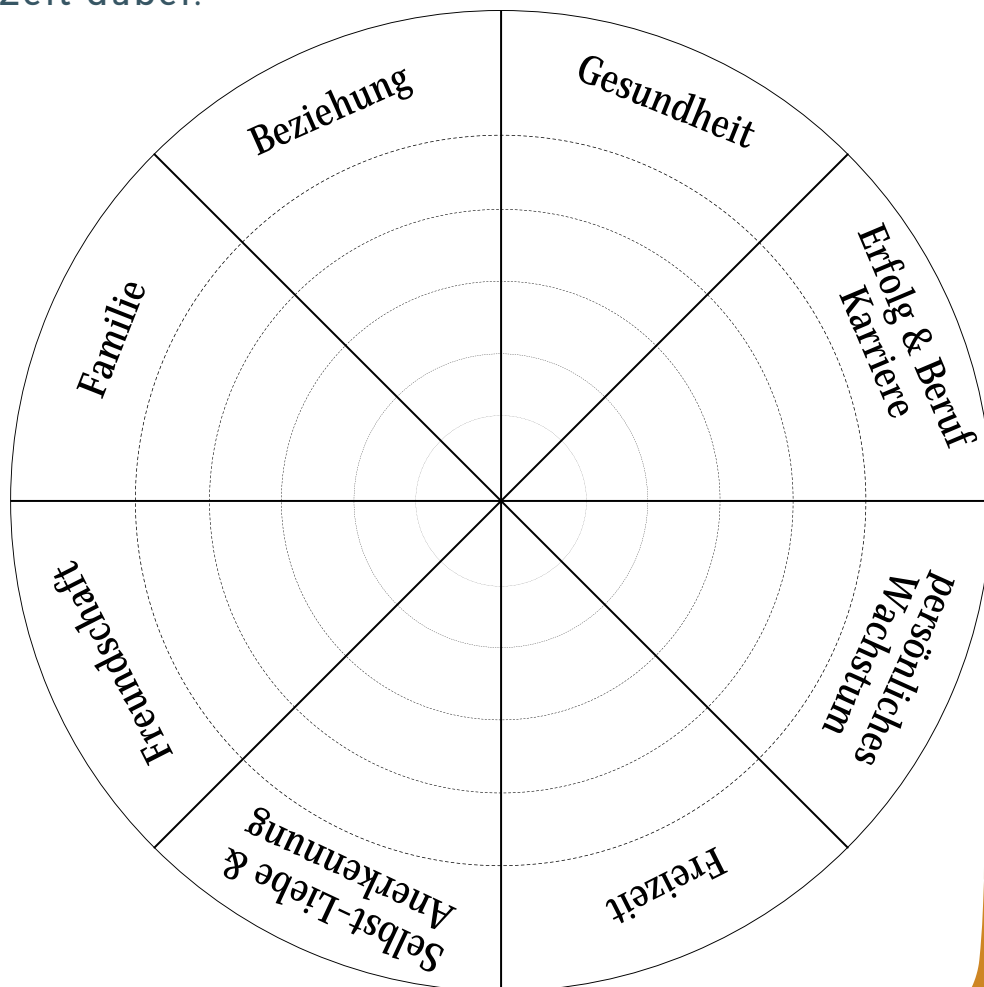 Zeit dabei.
Gesundheit
Erfolg & Beruf
Karriere
persönliches
Wachstum
Freizeit
Selbst-Liebe &
Anerkennung
Freundschaft
Familie
Beziehung